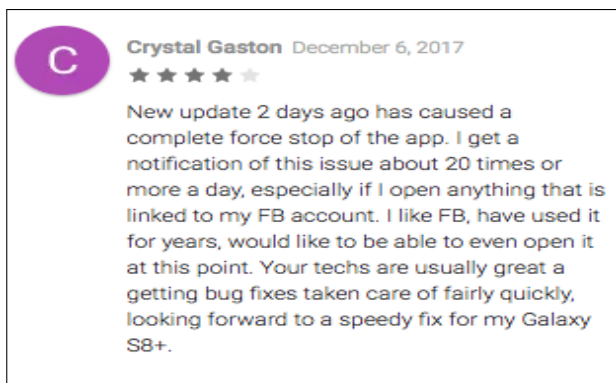 C
Crystal Gaston December 6, 2017
New update 2 days ago has caused a
complete force stop of the app. I get a
notification of this issue about 20 times or
more a day, especially if I open anything that is
linked to my FB account. I like FB, have used it
for years, would like to be able to even open it
at this point. Your techs are usually great a
getting bug fixes taken care of fairly quickly,
looking forward to a speedy fix for my Galaxy
S8+.